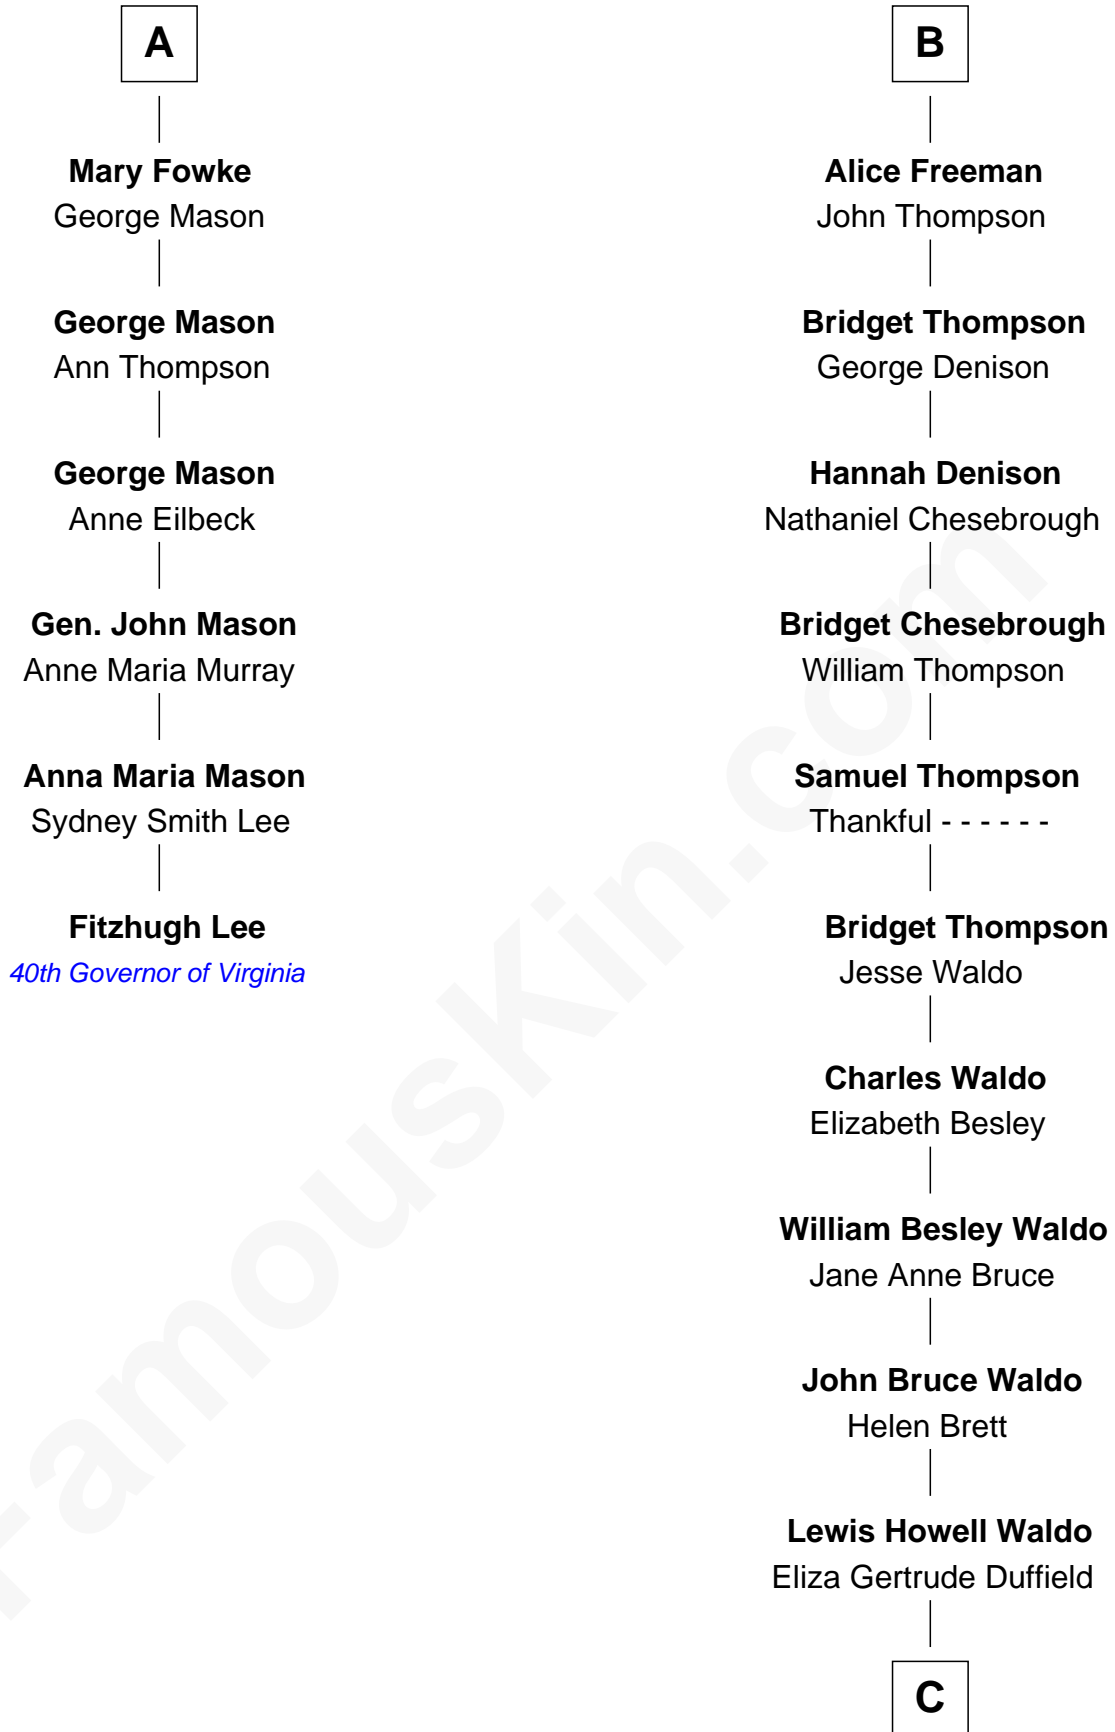 A
Mary Fowke
George Mason
George Mason
Ann Thompson
George Mason
Anne Eilbeck
Gen. John Mason
Anne Maria Murray
Anna Maria Mason
Sydney Smith Lee
Fitzhugh Lee
40th Governor of Virginia
B
Alice Freeman
John Thompson
Bridget Thompson
George Denison
Hannah Denison
Nathaniel Chesebrough
Bridget Chesebrough
William Thompson
Samuel Thompson
Thankful - - - - - -
Bridget Thompson
Jesse Waldo
Charles Waldo
Elizabeth Besley
William Besley Waldo
Jane Anne Bruce
John Bruce Waldo
Helen Brett
Lewis Howell Waldo
Eliza Gertrude Duffield
C
FamousKin.com